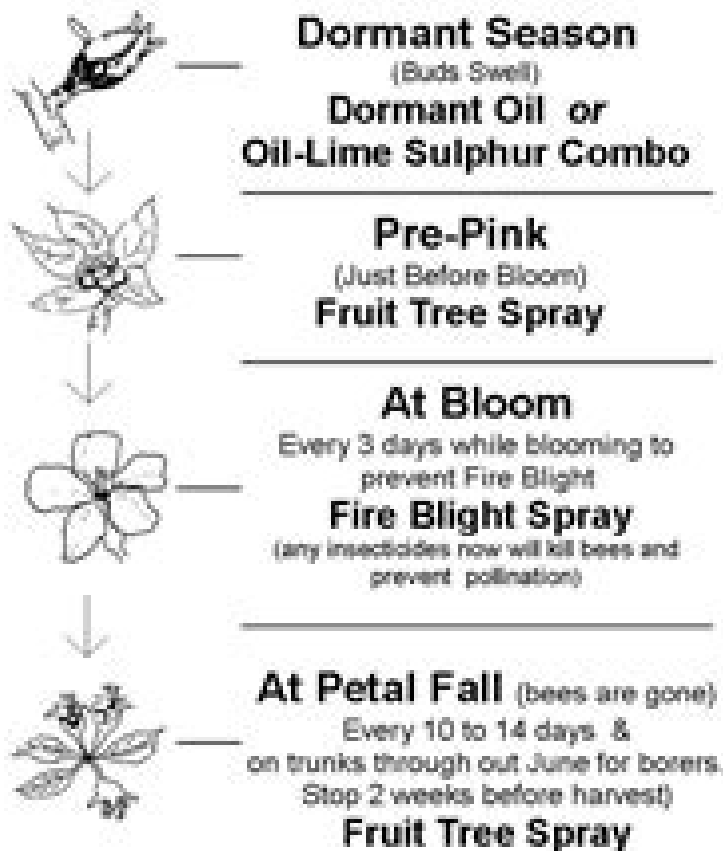 Dormant Season
(Buds Swell)
Dormant Oil or
Oil-Lime Sulphur Combo
Pre-Pink
(Just Before Bloom)
Fruit Tree Spray
At Bloom
Every 3 days while blooming to
prevent Fire Blight
Fire Blight Spray
(any insecticides now will kill bees and
prevent pollination)
At Petal Fall (bees are gone)
Every 10 to 14 days &
on trunks through out June for borers.
Stop 2 weeks before harvest)
Fruit Tree Spray